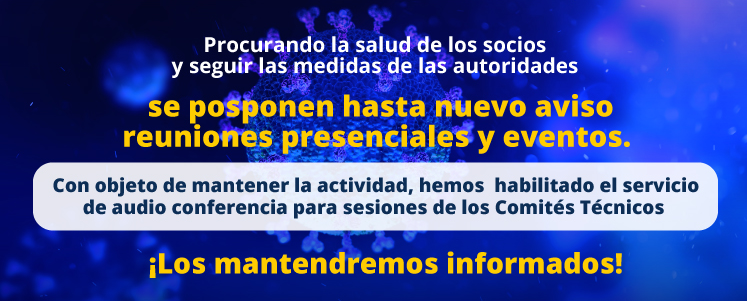 Procurando la salud de los socios
y seguir las medidas de las autoridades
se posponen hasta nuevo aviso
reuniones presenciales y eventos.
Con objeto de mantener la actividad, hemos habilitado el servicio
de audio conferencia para sesiones de los Comités Técnicos
¡Los mantendremos informados!